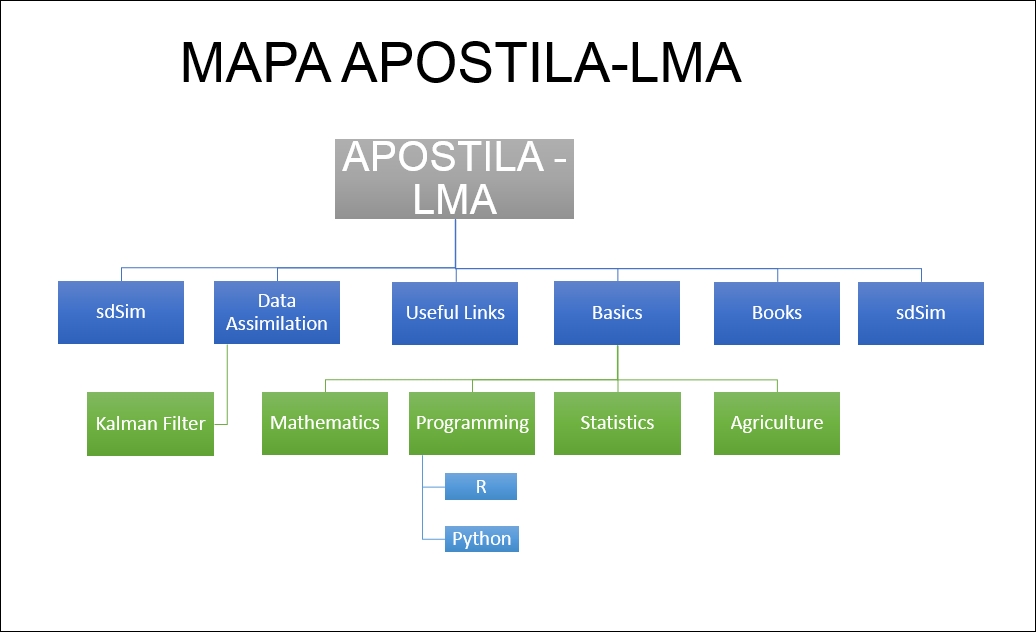 MAPA APOSTILA-LMA
APOSTILA -
LMA
sdSim
Data
Assimilation
Useful Links
Basics
Books
sdSim
Kalman Filter
Mathematics
Programming
Statistics
Agriculture
R
Python